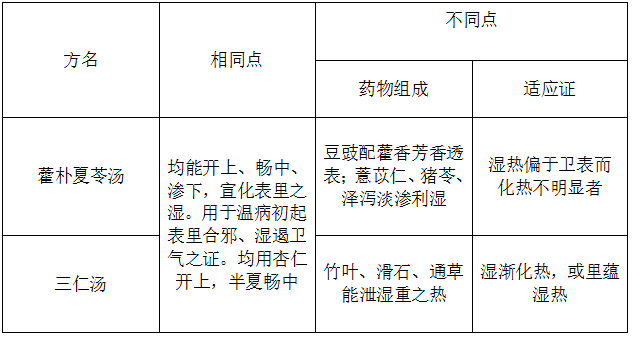 方名
相同点
不同点
药物组成
适应证
藿朴夏苓汤
均能开上、畅中、
渗下，宣化表里之
湿。用于温病初起
表里合邪、湿遏卫
气之证。均用杏仁
开上，半夏畅中
豆豉配藿香芳香透
表；薏苡仁、猪苓、
泽泻淡渗利湿
湿热偏于卫表而
化热不明显者
三仁汤
竹叶、滑石、通草
能泄湿重之热
湿渐化热，或里蕴
湿热